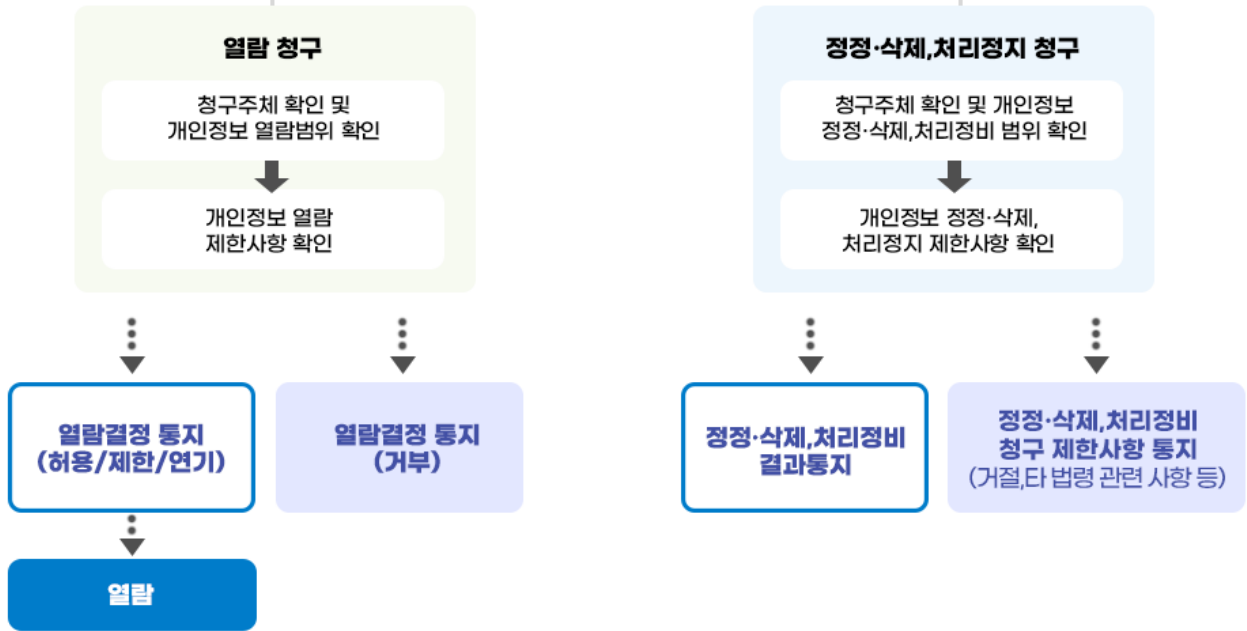 열람 청구
청구주체 확인 및
개인정보 열람범위 확인
개인정보 열람
제한사항 확인
열람결정 통지
(허용/제한/연기)
열람결정 통지
(거부)
열람
정정·삭제,처리정지 청구
청구주체 확인 및 개인정보
정정·삭제,처리정비 범위 확인
개인정보 정정·삭제,
처리정지 제한사항 확인
정정·삭제,처리정비
결과통지
정정·삭제,처리정비
청구 제한사항 통지
(거절,타 법령 관련 사항 등)